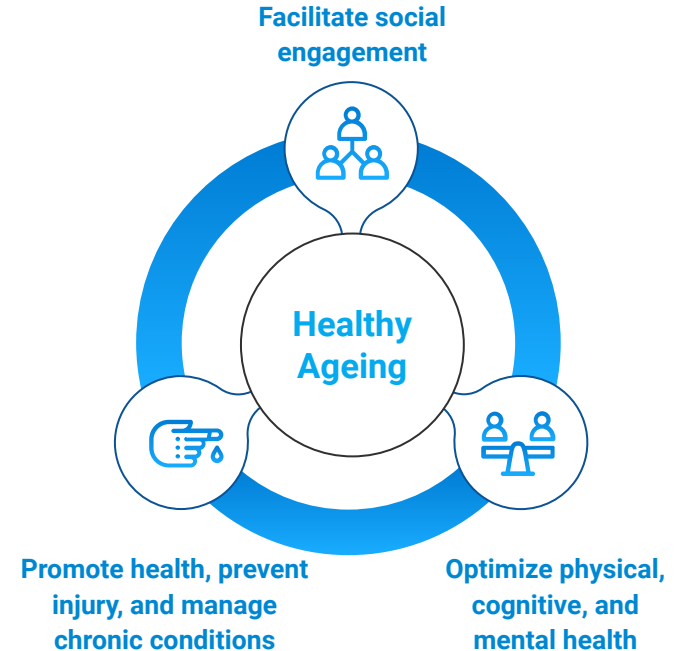 Facilitate social
engagement
Healthy
Ageing
Promote health, prevent
injury, and manage
chronic conditions
Optimize physical,
cognitive, and
mental health